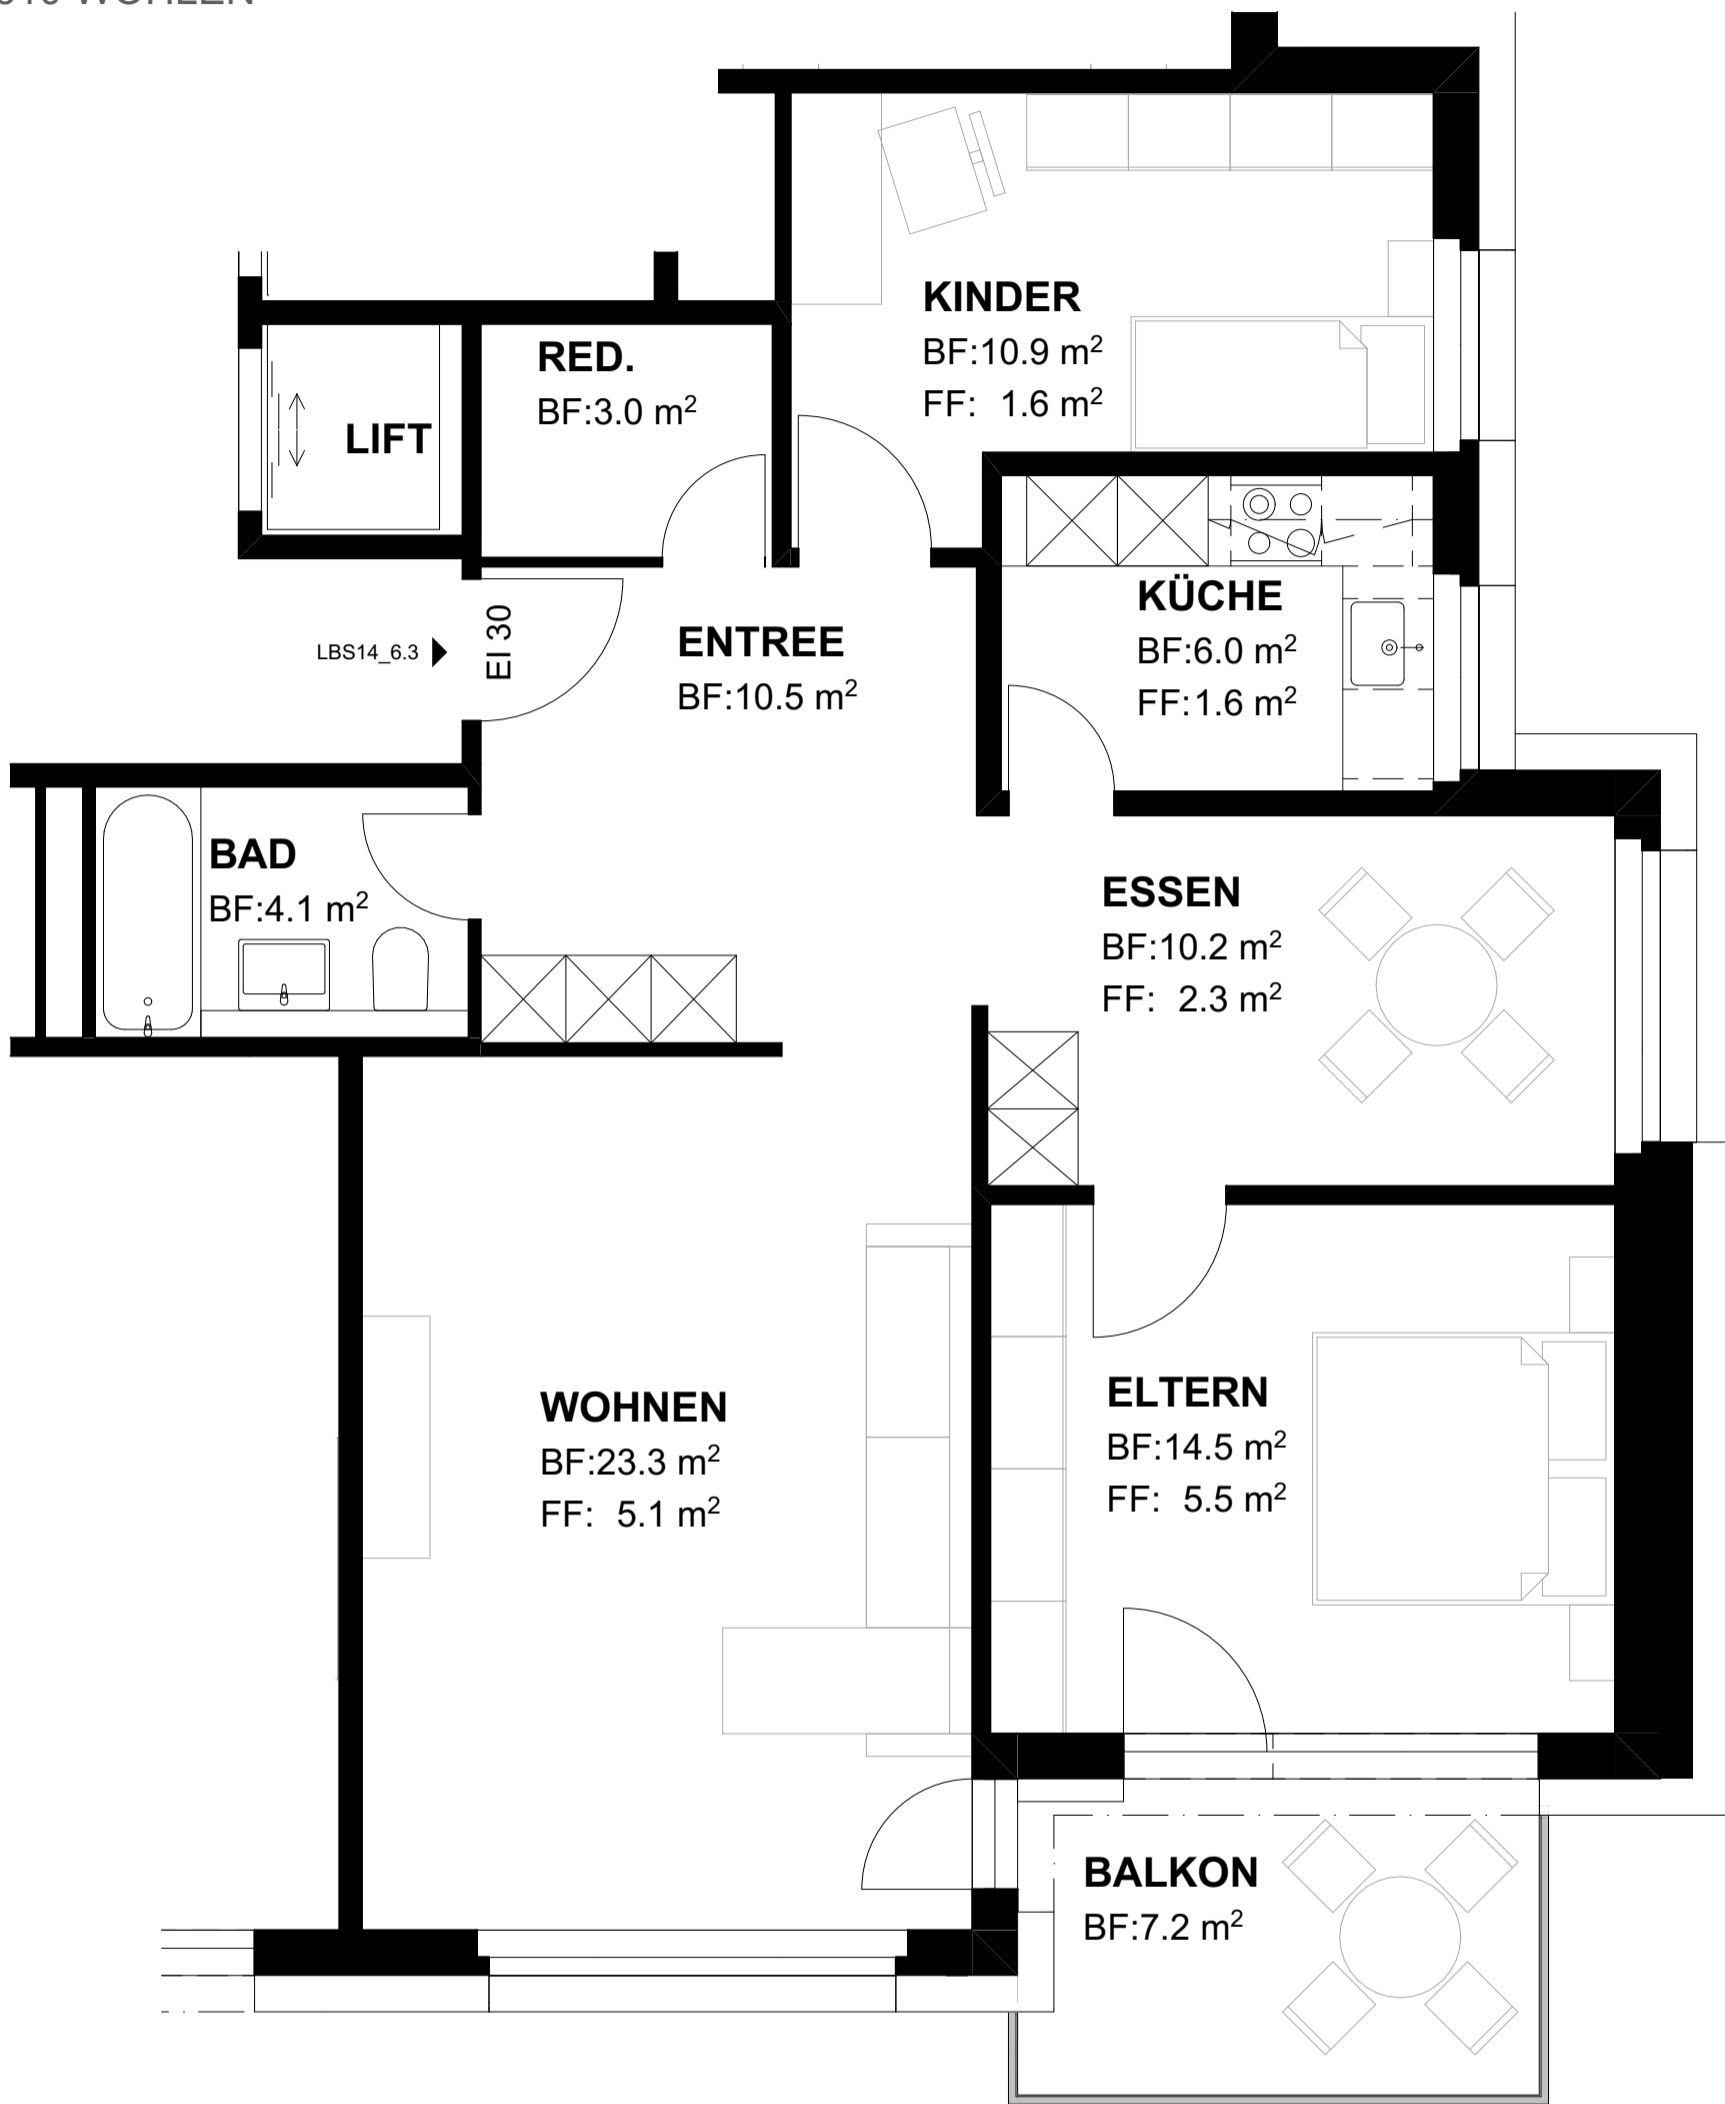 WOHLEN
KINDER
BF:10.9 m²
FF: 1.6 m²
RED.
BF:3.0 m²
LIFT
KÜCHE
BF:6.0 m²
FF:1.6 m²
EI 30
LBS14_6.3
ENTREE
BF:10.5 m²
BAD
BF:4.1 m²
ESSEN
BF:10.2 m²
FF: 2.3 m²
WOHNEN
BF:23.3 m²
FF: 5.1 m²
ELTERN
BF:14.5 m²
FF: 5.5 m²
BALKON
BF:7.2 m²